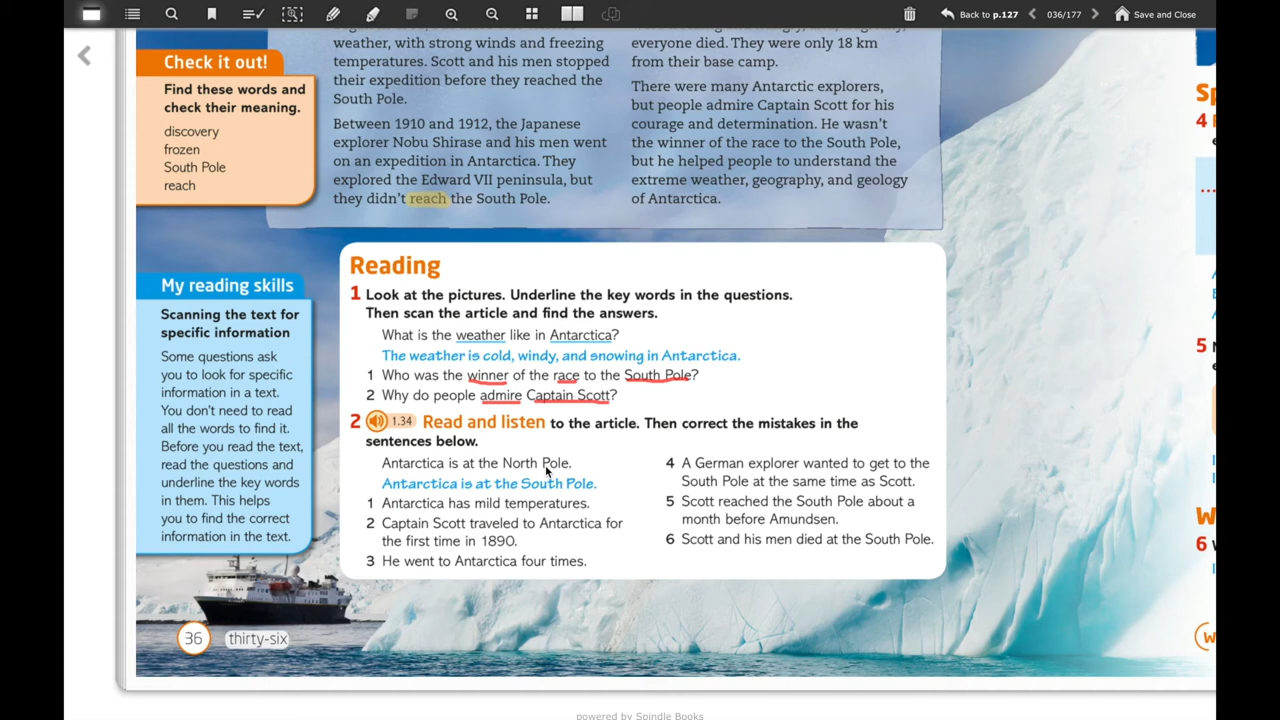 Back to p.127
036/177
Save and Close
Check it out!
Find these words and
check their meaning.
discovery
frozen
South Pole
reach
weather, with strong winds and freezing
temperatures. Scott and his men stopped
their expedition before they reached the
South Pole.
Between 1910 and 1912, the Japanese
explorer Nobu Shirase and his men went
on an expedition in Antarctica. They
explored the Edward VII peninsula, but
they didn't reach the South Pole.
everyone died. They were only 18 km
from their base camp.
There were many Antarctic explorers,
but people admire Captain Scott for his
courage and determination. He wasn't
the winner of the race to the South Pole,
but he helped people to understand the
extreme weather, geography, and geology
of Antarctica.
My reading skills
Scanning the text for
specific information
Some questions ask
you to look for specific
information in a text.
You don't need to read
all the words to find it.
Before you read the text,
read the questions and
underline the key words
in them. This helps
you to find the correct
information in the text.
Reading
1 Look at the pictures. Underline the key words in the questions.
Then scan the article and find the answers.
What is the weather like in Antarctica?
The weather is cold, windy, and snowing in Antarctica.
1 Who was the winner of the race to the South Pole?
2 Why do people admire Captain Scott?
2 1.34 Read and listen to the article. Then correct the mistakes in the
sentences below.
Antarctica is at the North Pole.
Antarctica is at the South Pole.
1 Antarctica has mild temperatures.
2 Captain Scott traveled to Antarctica for
the first time in 1890.
3 He went to Antarctica four times.
4 A German explorer wanted to get to the
South Pole at the same time as Scott.
5 Scott reached the South Pole about a
month before Amundsen.
6 Scott and his men died at the South Pole.
36 thirty-six
Sp
4
5
W
6
powered by Spindle Books